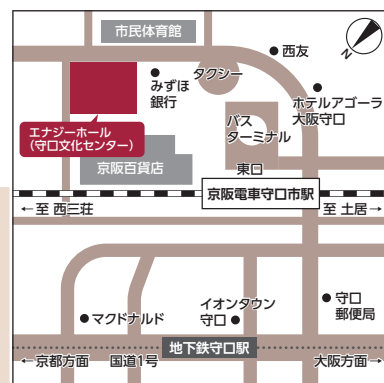 市民体育館
N
西友
タクシー
みずほ
銀行
ホテルアゴーラ
大阪守口
バス
ターミナル
エナジーホール
(守口文化センター)
京阪百貨店
東口
京阪電車守口市駅
←至 西三荘
至 土居→
イオンタウン
守口
守口
郵便局
マクドナルド
地下鉄守口駅
←京都方面
国道1号
大阪方面→